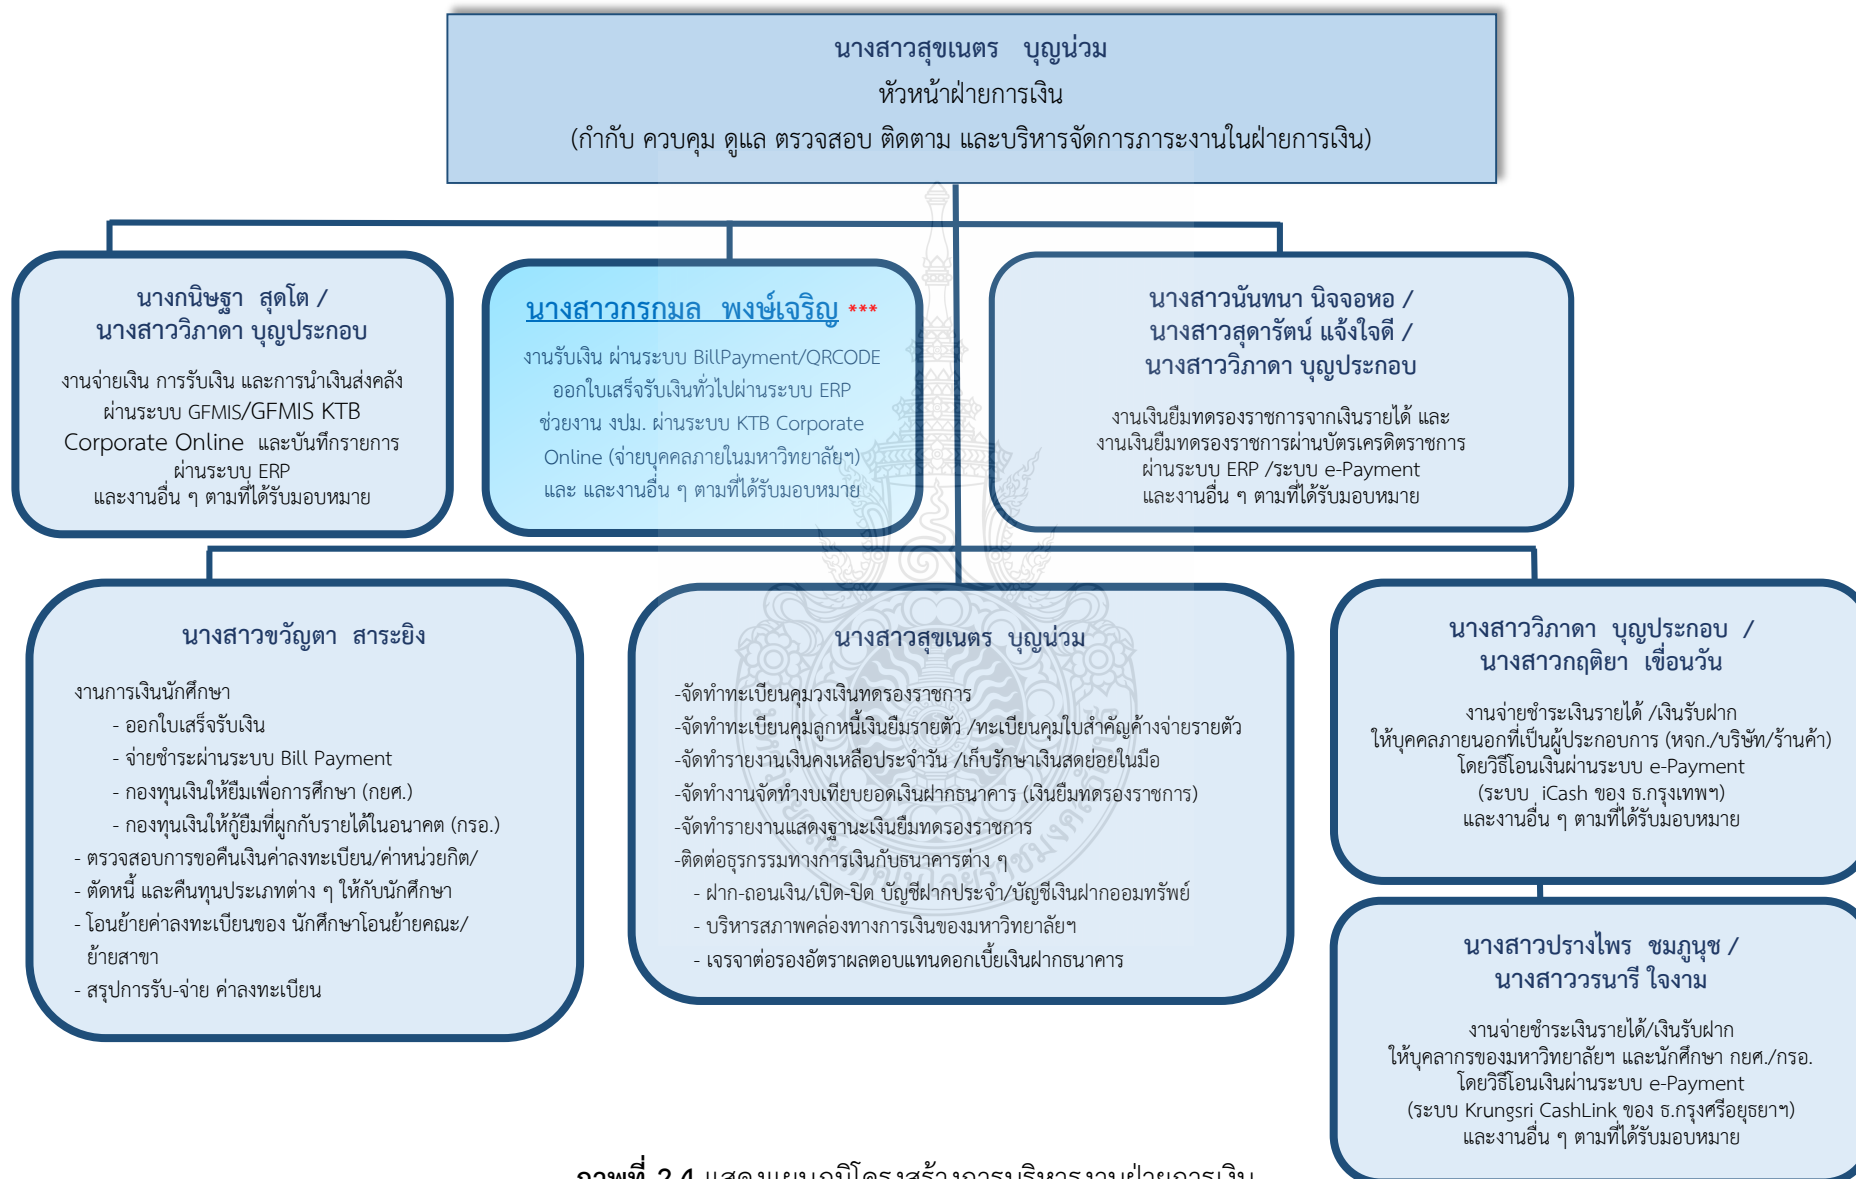 นางสาวสุขเนตร บุญน่วม
หัวหน้าฝ่ายการเงิน
(กำกับ ควบคุม ดูแล ตรวจสอบ ติดตาม และบริหารจัดการภาระงานในฝ่ายการเงิน)
นางกนิษฐา สุดโต /
นางสาววิภาดา บุญประกอบ
งานจ่ายเงิน การรับเงิน และการนำเงินส่งคลัง
ผ่านระบบ GFMIS/GFMIS KTB
Corporate Online และบันทึกรายการ
ผ่านระบบ ERP
และงานอื่น ๆ ตามที่ได้รับมอบหมาย
นางสาวกรกมล พงษ์เจริญ ***
งานรับเงิน ผ่านระบบ BillPayment/QRCODE
ออกใบเสร็จรับเงินทั่วไปผ่านระบบ ERP
ช่วยงาน งปม. ผ่านระบบ KTB Corporate
Online (จ่ายบุคคลภายในมหาวิทยาลัยฯ)
และ และงานอื่น ๆ ตามที่ได้รับมอบหมาย
นางสาวนันทนา นิจจอหอ /
นางสาวสุดารัตน์ แจ้งใจดี /
นางสาววิภาดา บุญประกอบ
งานเงินยืมทดรองราชการจากเงินรายได้ และ
งานเงินยืมทดรองราชการผ่านบัตรเครดิตราชการ
ผ่านระบบ ERP /ระบบ e-Payment
และงานอื่น ๆ ตามที่ได้รับมอบหมาย
นางสาวขวัญตา สาระยิง
งานการเงินนักศึกษา
- ออกใบเสร็จรับเงิน
- จ่ายชำระผ่านระบบ Bill Payment
- กองทุนเงินให้ยืมเพื่อการศึกษา (กยศ.)
- กองทุนเงินให้กู้ยืมที่ผูกกับรายได้ในอนาคต (กรอ.)
- ตรวจสอบการขอคืนเงินค่าลงทะเบียน/ค่าหน่วยกิต/
- ตัดหนี้ และคืนทุนประเภทต่าง ๆ ให้กับนักศึกษา
- โอนย้ายค่าลงทะเบียนของ นักศึกษาโอนย้ายคณะ/
ย้ายสาขา
- สรุปการรับ-จ่าย ค่าลงทะเบียน
นางสาวสุขเนตร บุญน่วม
-จัดทำทะเบียนคุมวงเงินทดรองราชการ
-จัดทำทะเบียนคุมลูกหนี้เงินยืมรายตัว /ทะเบียนคุมใบสำคัญค้างจ่ายรายตัว
-จัดทำรายงานเงินคงเหลือประจำวัน /เก็บรักษาเงินสดย่อยในมือ
-จัดทำงานจัดทำงบเทียบยอดเงินฝากธนาคาร (เงินยืมทดรองราชการ)
-จัดทำรายงานแสดงฐานะเงินยืมทดรองราชการ
-ติดต่อธุรกรรมทางการเงินกับธนาคารต่าง ๆ
- ฝาก-ถอนเงิน/เปิด-ปิด บัญชีฝากประจำ/บัญชีเงินฝากออมทรัพย์
- บริหารสภาพคล่องทางการเงินของมหาวิทยาลัยฯ
- เจรจาต่อรองอัตราผลตอบแทนดอกเบี้ยเงินฝากธนาคาร
นางสาววิภาดา บุญประกอบ /
นางสาวกฤติยา เขื่อนวัน
งานจ่ายชำระเงินรายได้ /เงินรับฝาก
ให้บุคคลภายนอกที่เป็นผู้ประกอบการ (หจก./บริษัท/ร้านค้า)
โดยวิธีโอนเงินผ่านระบบ e-Payment
(ระบบ iCash ของ ธ.กรุงเทพฯ)
และงานอื่น ๆ ตามที่ได้รับมอบหมาย
นางสาวปรางไพร ชมภูนุช /
นางสาววรนารี ใจงาม
งานจ่ายชำระเงินรายได้/เงินรับฝาก
ให้บุคลากรของมหาวิทยาลัยฯ และนักศึกษา กยศ./กรอ.
โดยวิธีโอนเงินผ่านระบบ e-Payment
(ระบบ Krungsri CashLink ของ ธ.กรุงศรีอยุธยาฯ)
และงานอื่น ๆ ตามที่ได้รับมอบหมาย
ภาพที่ 2.4 แสดงแผนภูมิโครงสร้างการบริหารงานฝ่ายการเงิน